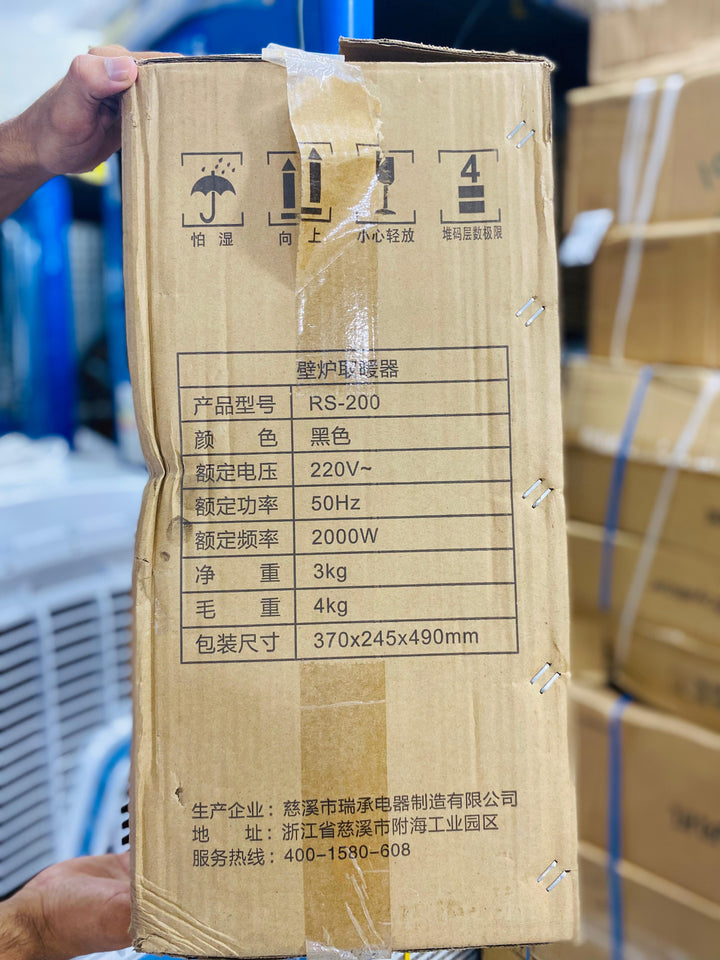 4
怕 湿 向 上 小心轻放 堆码层数极限
壁炉取暖器
产品型号 RS-200
颜 色 黑色
额定电压 220V~
额定功率 50Hz
额定频率 2000W
净 重 3kg
毛 重 4kg
包装尺寸 370x245x490mm
生产企业：慈溪市瑞承电器制造有限公司
地 址：浙江省慈溪市附海工业园区
服务热线：400-1580-608